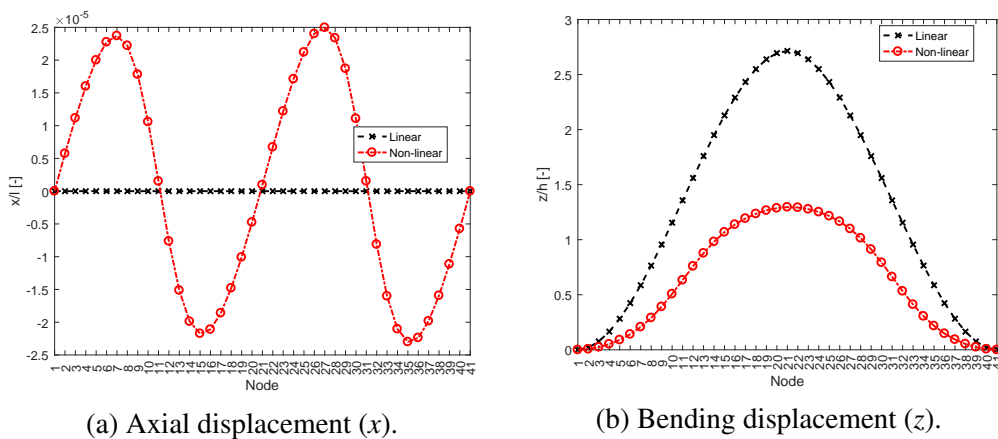 ×10⁻⁵
2.5
2
1.5
1
0.5
0
-0.5
-1
-1.5
-2
-2.5
x/l [-]
Linear
Non-linear
1 2 3 4 5 6 7 8 9 10 11 12 13 14 15 16 17 18 19 20 21 22 23 24 25 26 27 28 29 30 31 32 33 34 35 36 37 38 39 40 41
Node
(a) Axial displacement (x).
3
2.5
2
1.5
1
0.5
0
z/h [-]
Linear
Non-linear
1 2 3 4 5 6 7 8 9 10 11 12 13 14 15 16 17 18 19 20 21 22 23 24 25 26 27 28 29 30 31 32 33 34 35 36 37 38 39 40 41
Node
(b) Bending displacement (z).